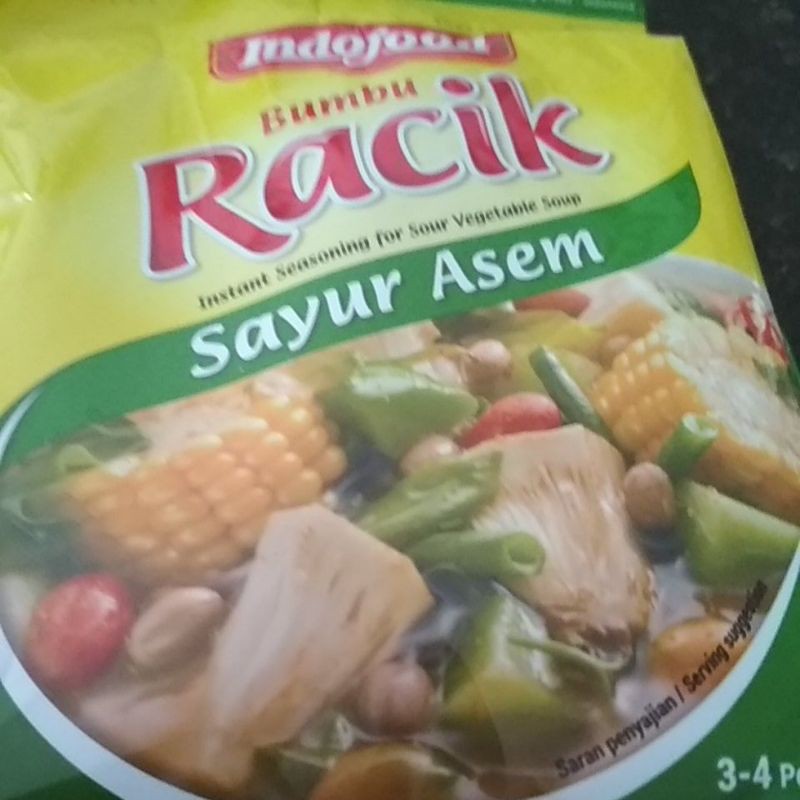 Indofood
Bumbu
Racik
Instant Seasoning for Sour Vegetable Soup
Sayur Asem
Saran penyajian / Serving suggestion
3-4